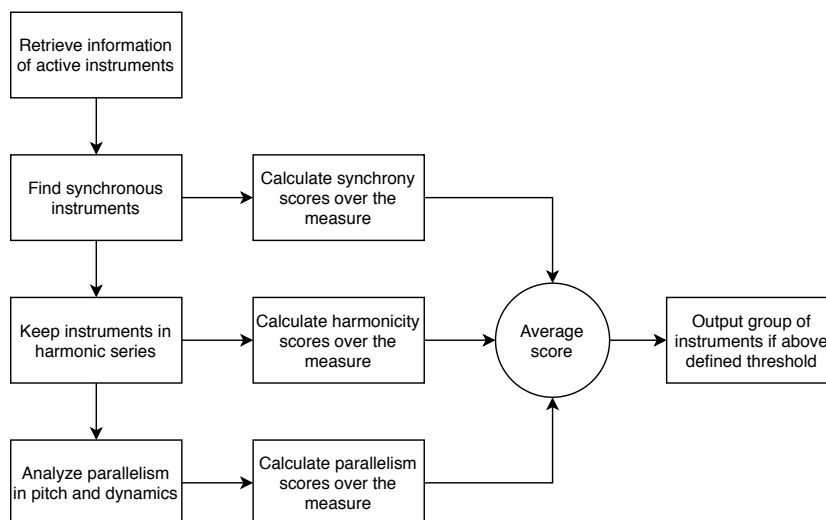 Retrieve information
of active instruments
Find synchronous
instruments
Calculate synchrony
scores over the
measure
Keep instruments in
harmonic series
Calculate harmonicity
scores over the
measure
Average
score
Output group of
instruments if above
defined threshold
Analyze parallelism
in pitch and dynamics
Calculate parallelism
scores over the
measure